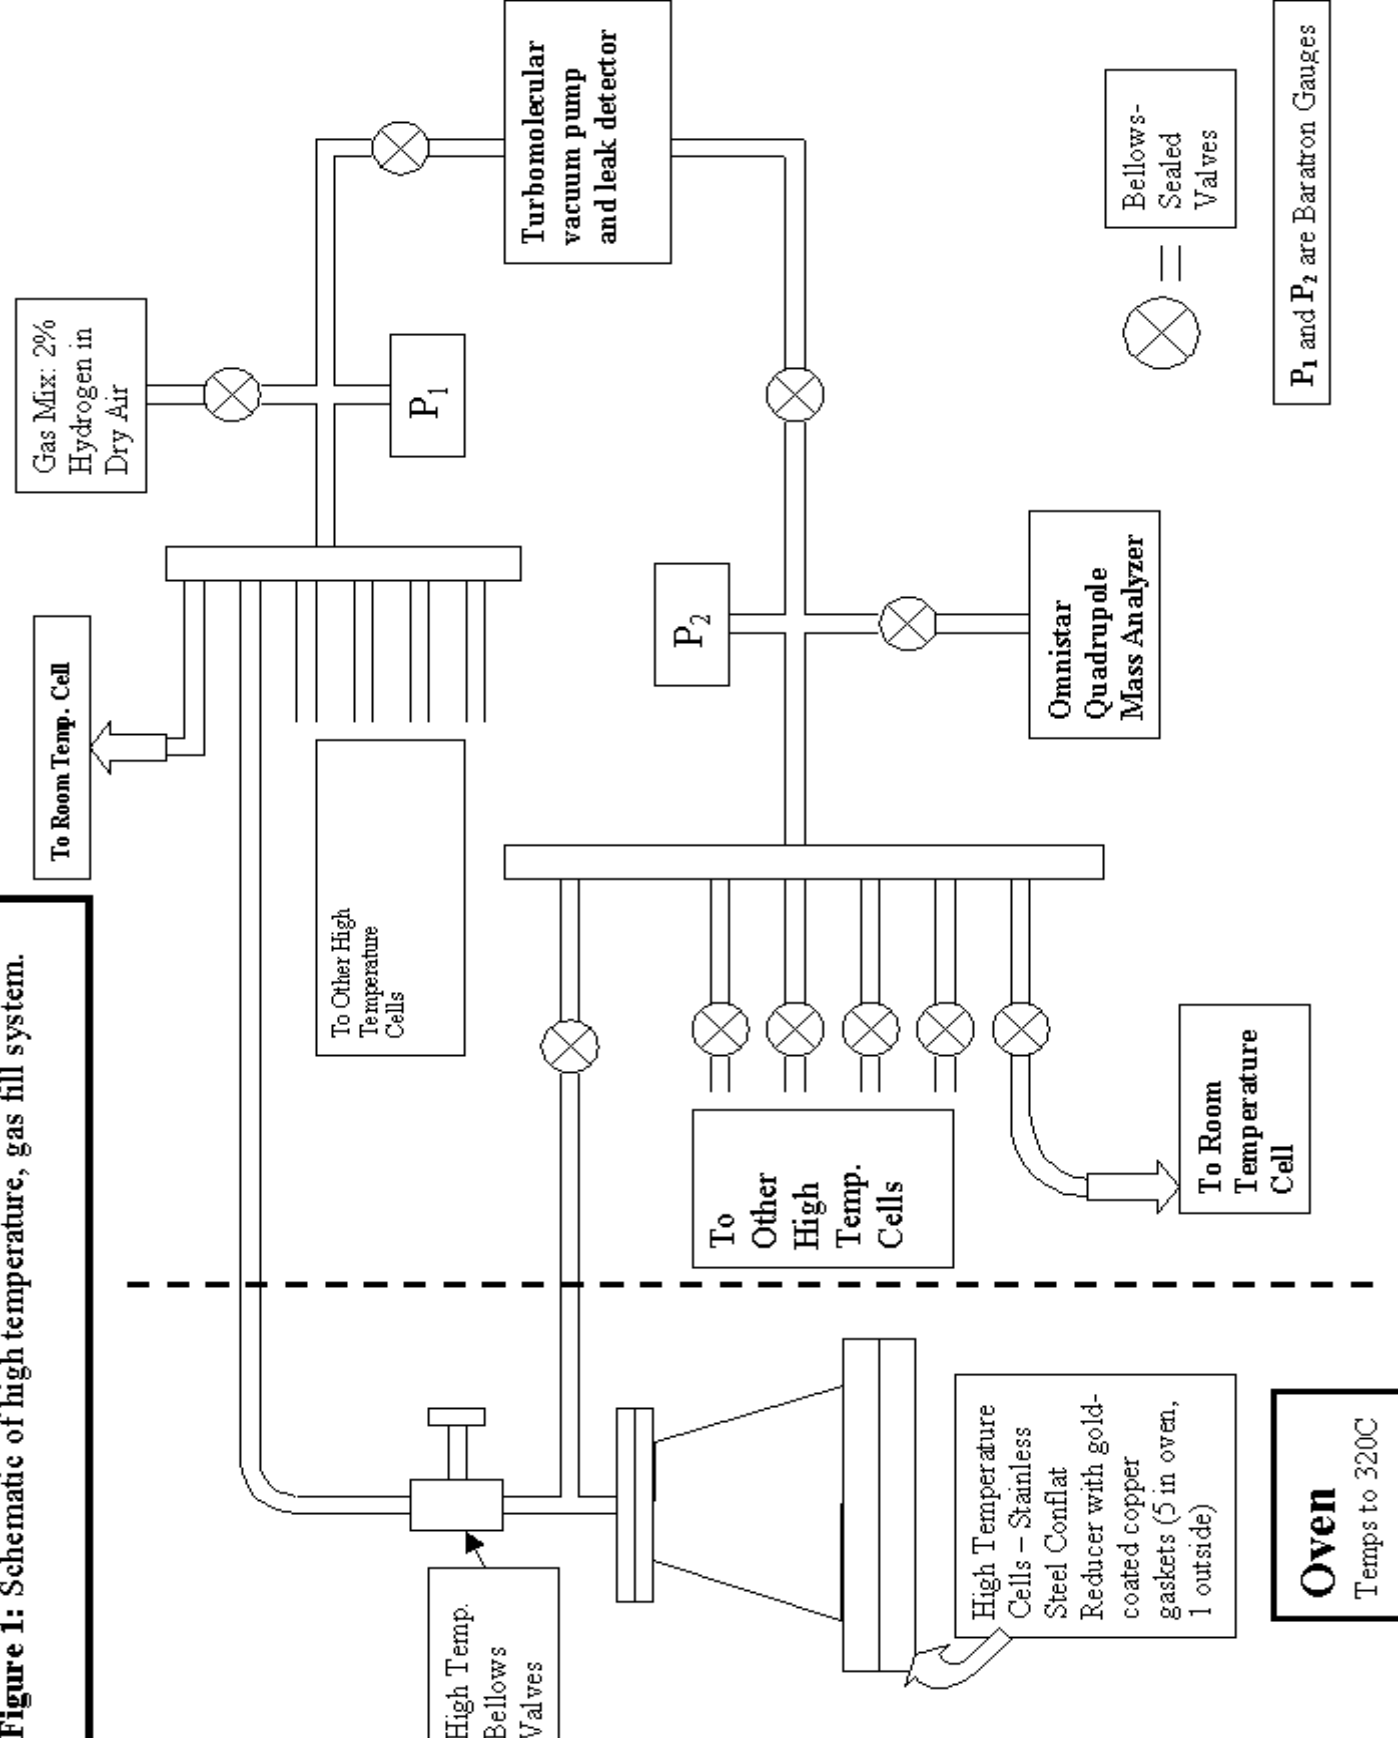 Figure 1: Schematic of high temperature, gas fill system.
To Room Temp. Cell
Gas Mix: 2%
Hydrogen in
Dry Air
P1
Turbomolecular
vacuum pump
and leak detector
To Other High
Temperature
Cells
P2
Omnistar
Quadrupole
Mass Analyzer
Bellows-
Sealed
Valves
P1 and P2 are Baratron Gauges
High Temp.
Bellows
Valves
To
Other
High
Temp.
Cells
To Room
Temperature
Cell
High Temperature
Cells – Stainless
Steel Conflat
Reducer with gold-
coated copper
gaskets (5 in oven,
1 outside)
Oven
Temps to 320C